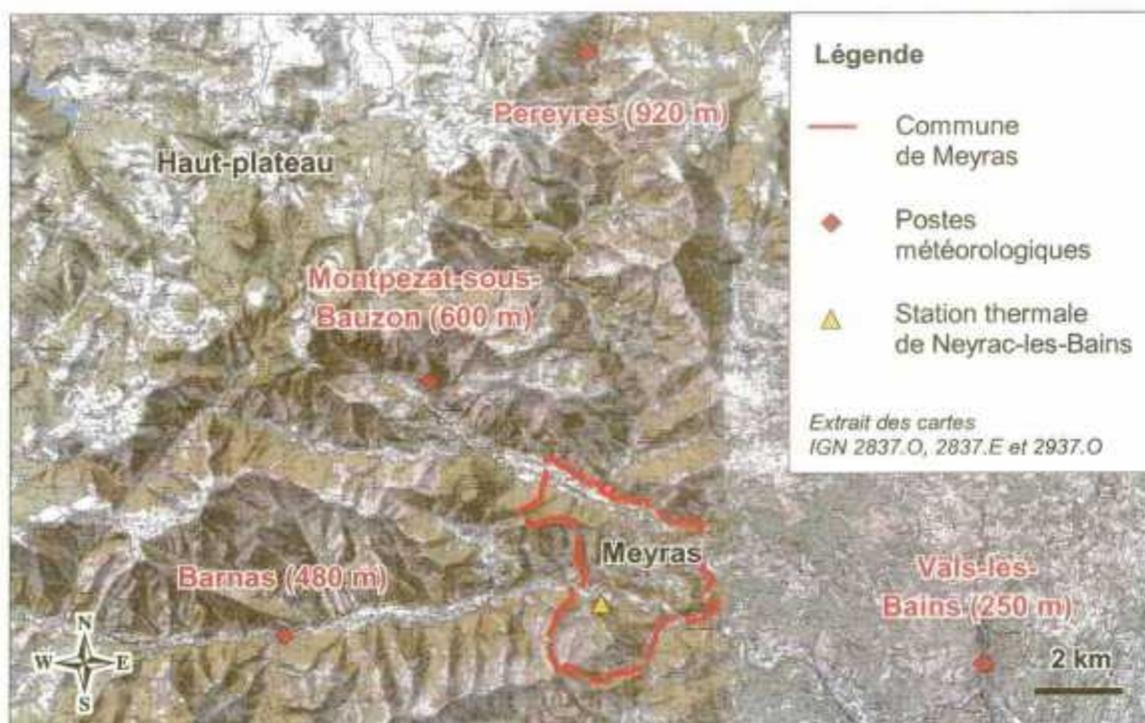 Légende
Commune
de Meyras
Postes
météorologiques
Station thermale
de Neyrac-les-Bains
Extrait des cartes
IGN 2837.O, 2837.E et 2937.O
Pereyres (920 m)
Haut-plateau
Montpezat-sous-
Bauzon (600 m)
Meyras
Barnas (480 m)
Vals-les-
Bains (250 m)
N
W E
S
2 km